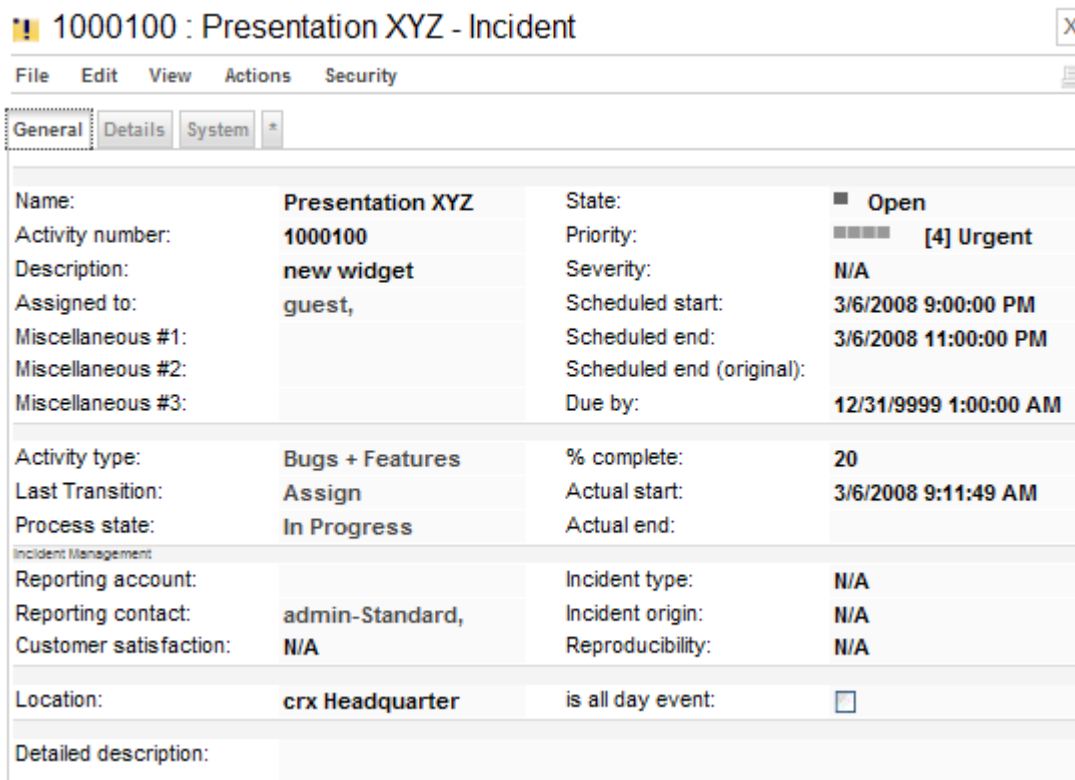 1000100 : Presentation XYZ - Incident
X
File Edit View Actions Security
General Details System *
Name: Presentation XYZ State: Open
Activity number: 1000100 Priority: [4] Urgent
Description: new widget Severity: N/A
Assigned to: guest, Scheduled start: 3/6/2008 9:00:00 PM
Miscellaneous #1: Scheduled end: 3/6/2008 11:00:00 PM
Miscellaneous #2: Scheduled end (original):
Miscellaneous #3: Due by: 12/31/9999 1:00:00 AM
Activity type: Bugs + Features % complete: 20
Last Transition: Assign Actual start: 3/6/2008 9:11:49 AM
Process state: In Progress Actual end:
Incident Management
Reporting account: Incident type: N/A
Reporting contact: admin-Standard, Incident origin: N/A
Customer satisfaction: N/A Reproducibility: N/A
Location: crx Headquarter is all day event:
Detailed description: